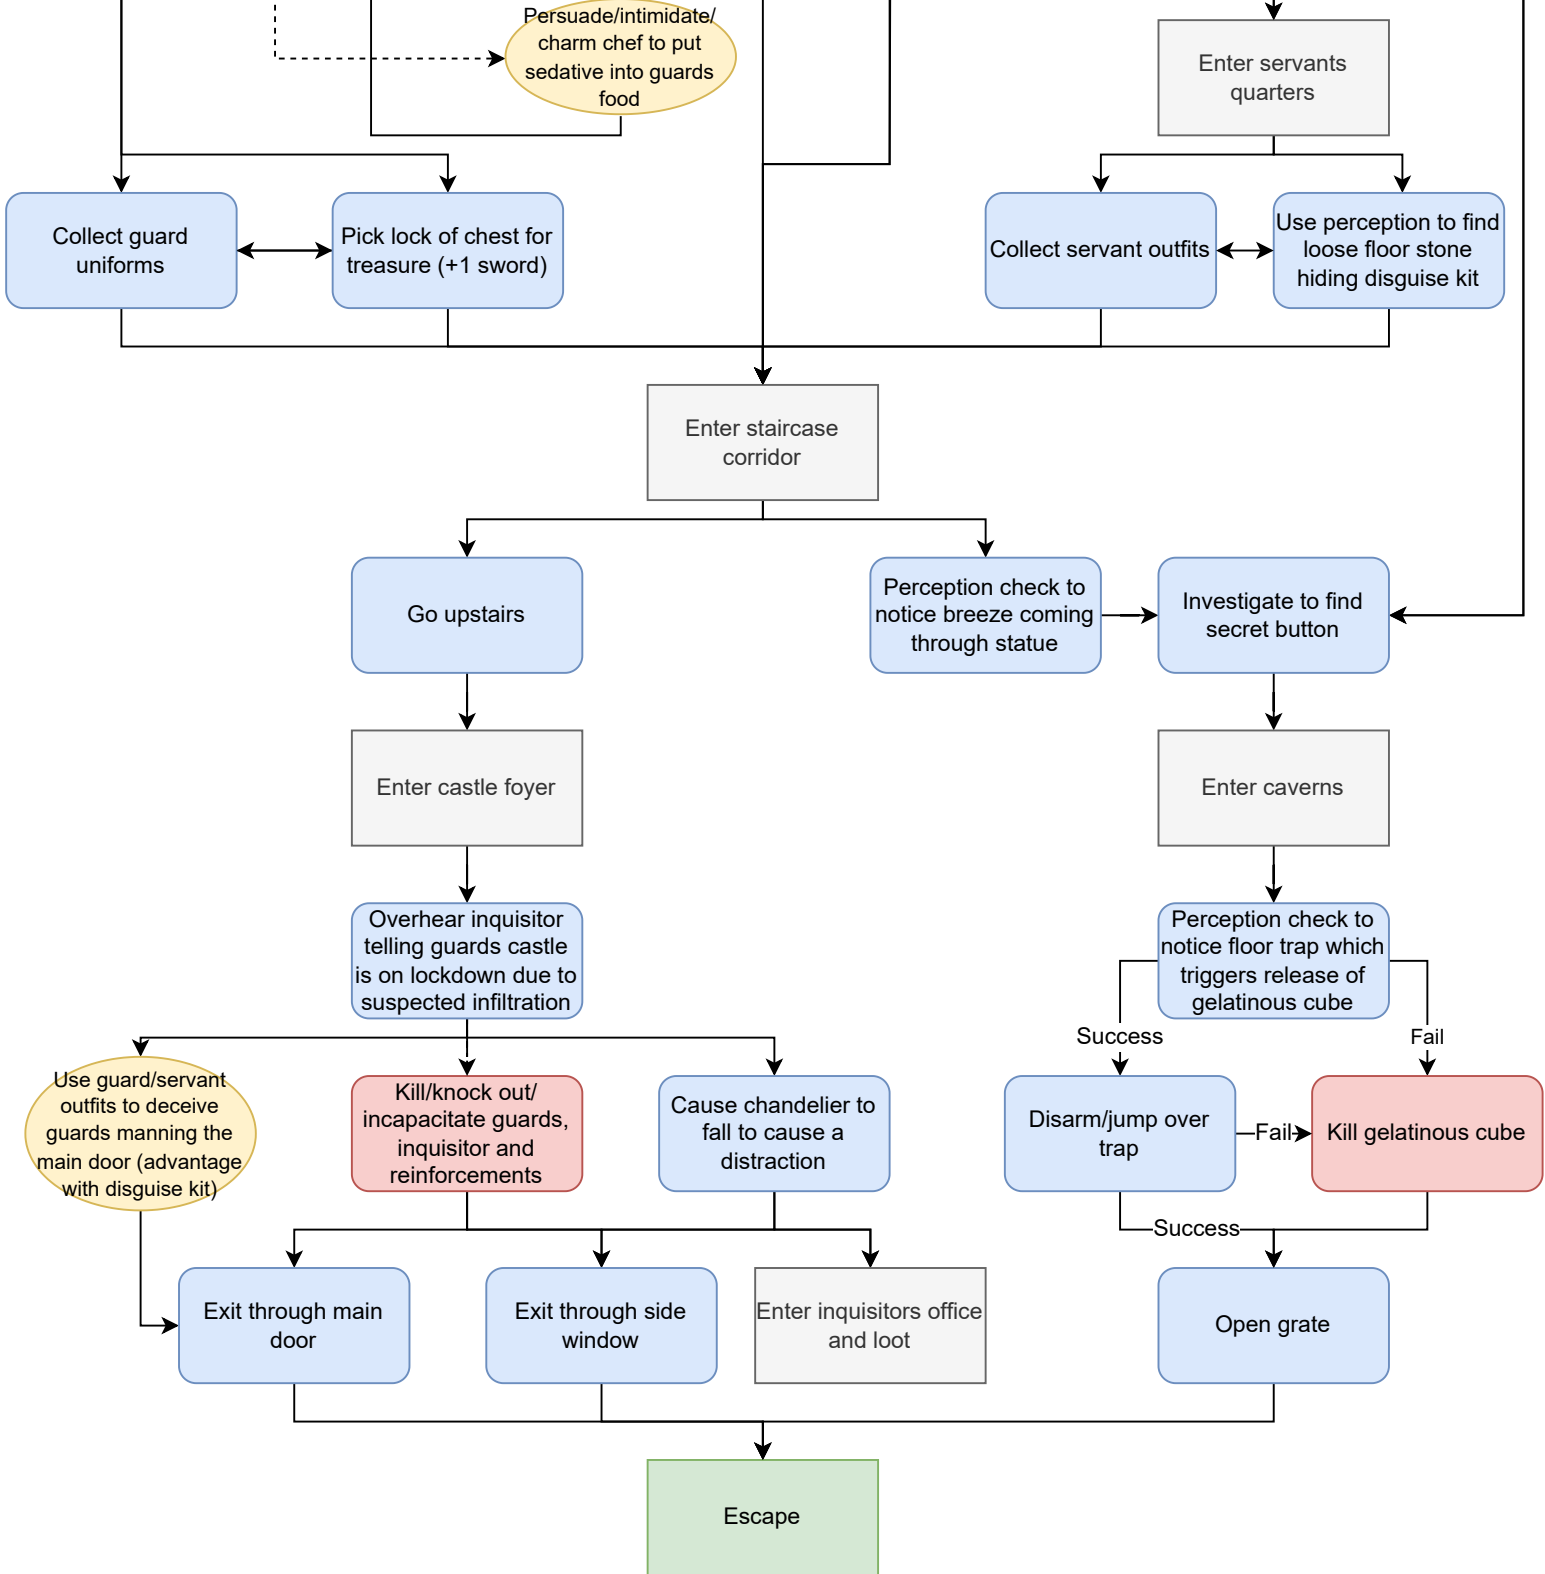 Persuade/intimidate/
charm chef to put
sedative into guards
food
Enter servants
quarters
Collect guard
uniforms
Pick lock of chest for
treasure (+1 sword)
Collect servant outfits
Use perception to find
loose floor stone
hiding disguise kit
Enter staircase
corridor
Go upstairs
Perception check to
notice breeze coming
through statue
Investigate to find
secret button
Enter castle foyer
Enter caverns
Overhear inquisitor
telling guards castle
is on lockdown due to
suspected infiltration
Perception check to
notice floor trap which
triggers release of
gelatinous cube
Success
Fail
Use guard/servant
outfits to deceive
guards manning the
main door (advantage
with disguise kit)
Kill/knock out/
incapacitate guards,
inquisitor and
reinforcements
Cause chandelier to
fall to cause a
distraction
Disarm/jump over
trap
Fail
Kill gelatinous cube
Success
Exit through main
door
Exit through side
window
Enter inquisitors office
and loot
Open grate
Escape